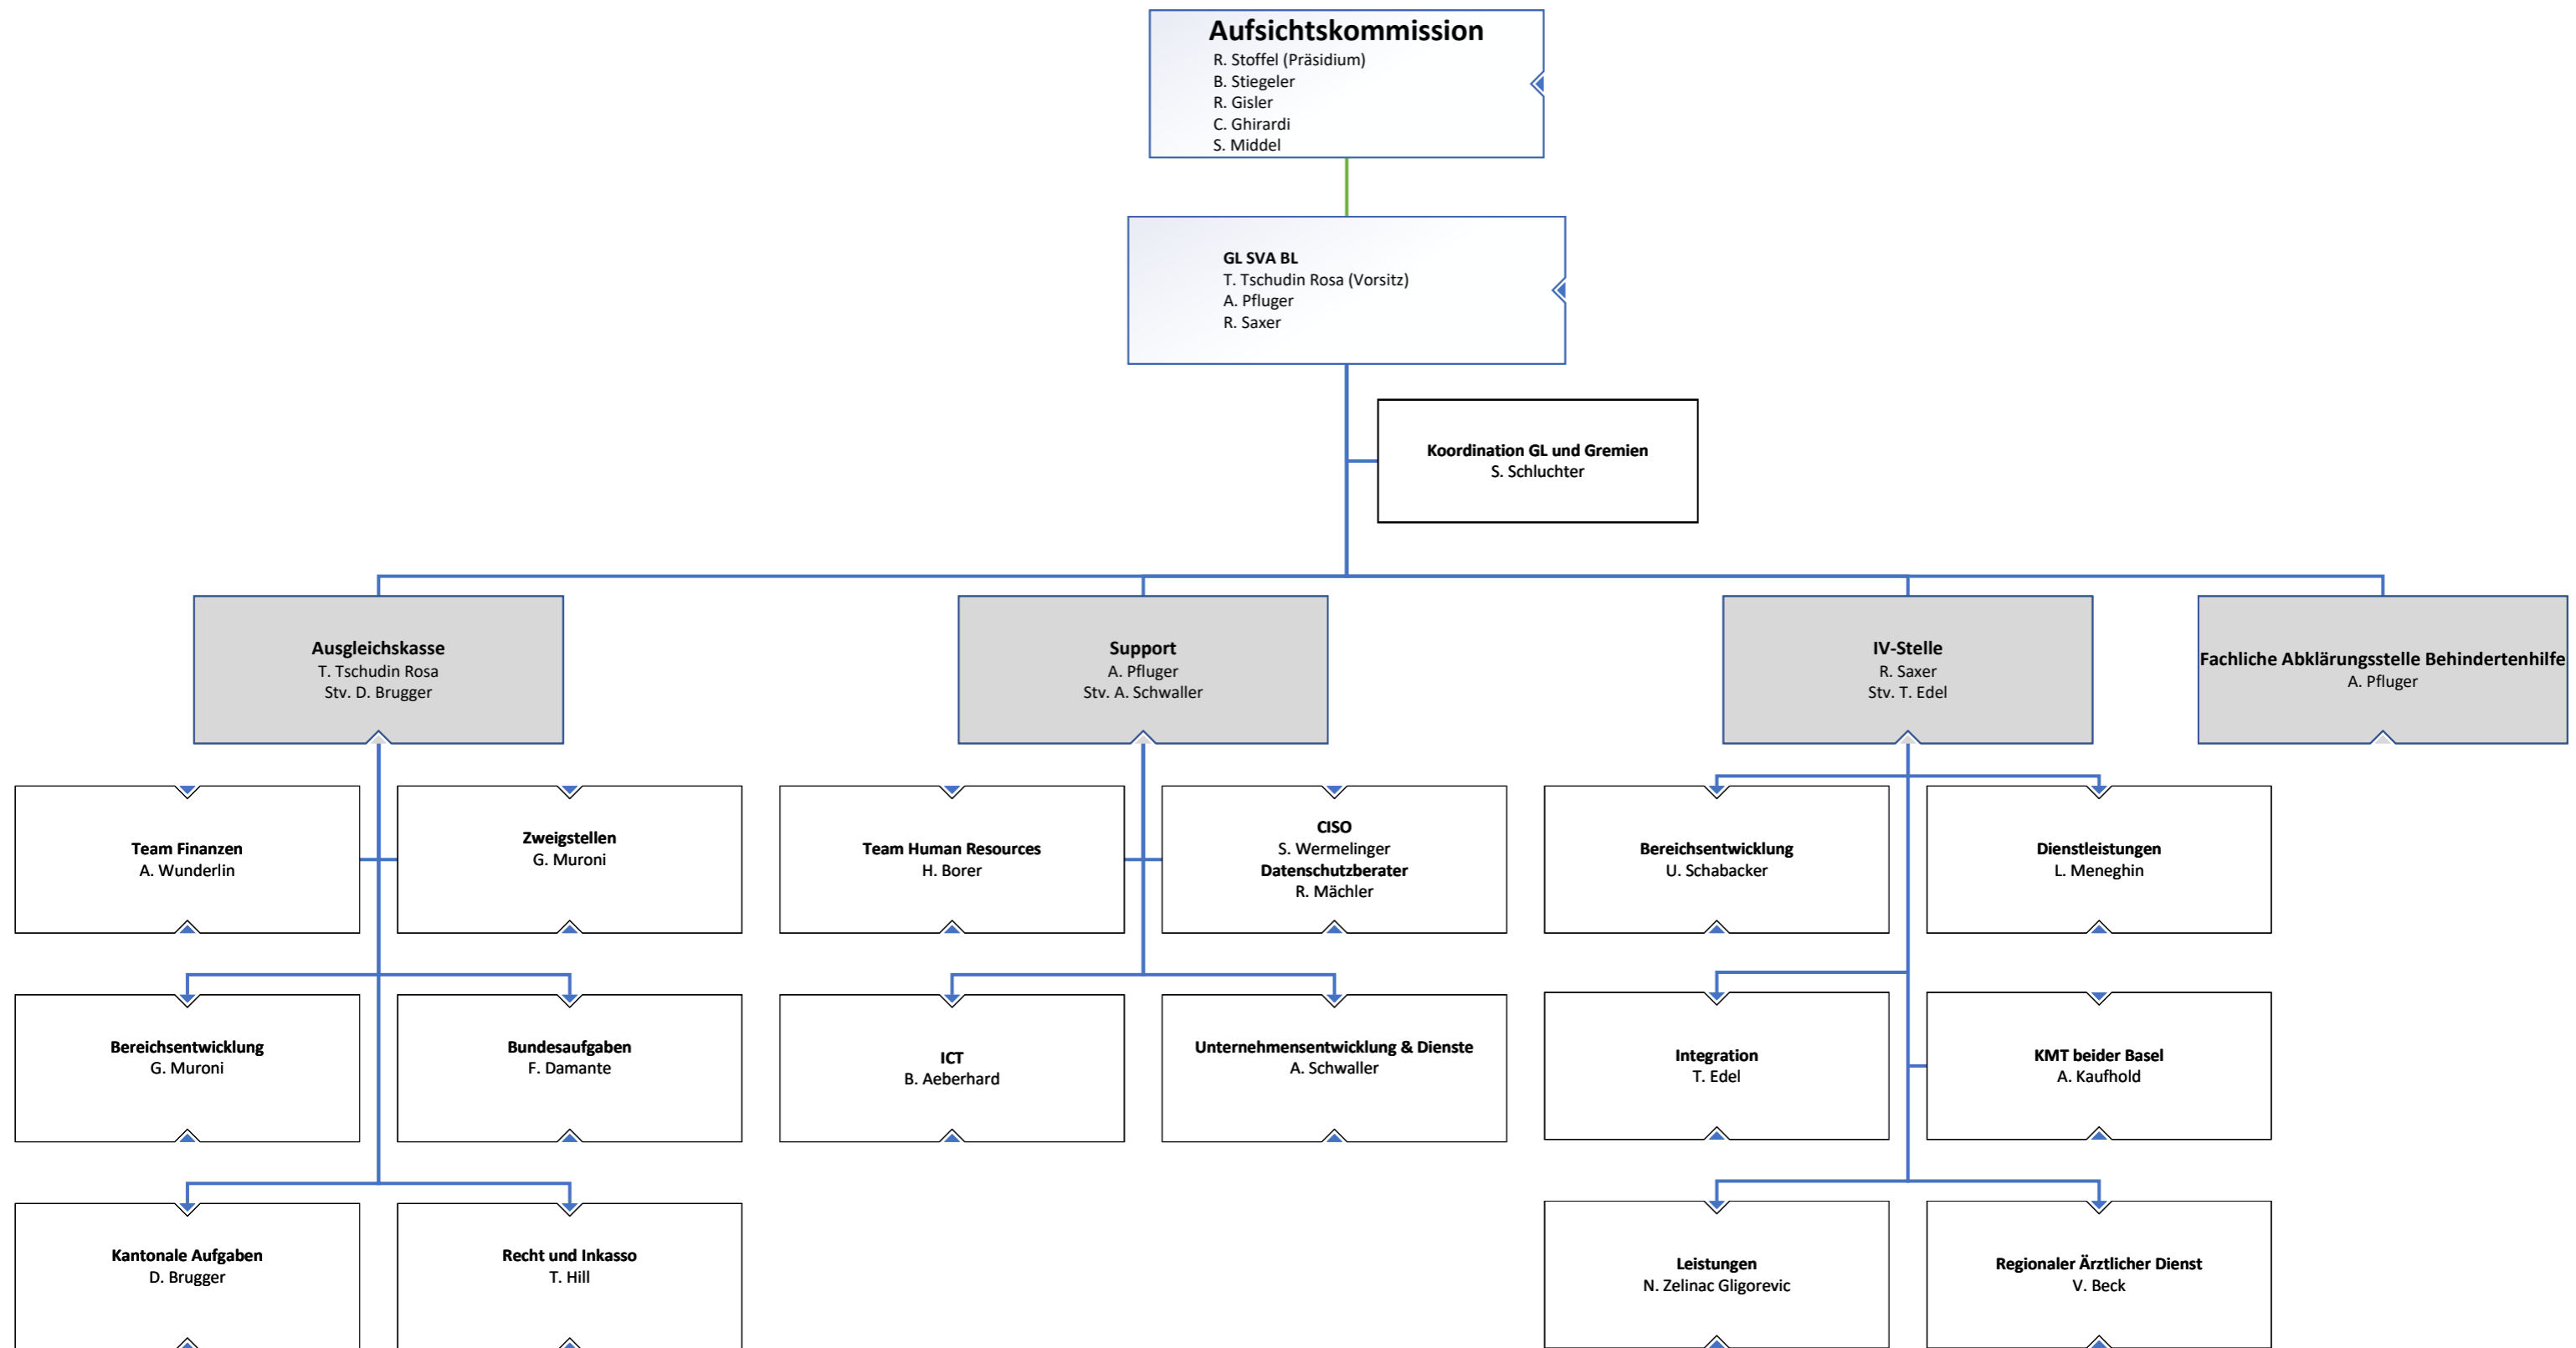 Aufsichtskommission
R. Stoffel (Präsidium)
B. Stiegeler
R. Gisler
C. Ghirardi
S. Middel
GL SVA BL
T. Tschudin Rosa (Vorsitz)
A. Pfluger
R. Saxer
Koordination GL und Gremien
S. Schluchter
Ausgleichskasse
T. Tschudin Rosa
Stv. D. Brugger
Support
A. Pfluger
Stv. A. Schwaller
IV-Stelle
R. Saxer
Stv. T. Edel
Fachliche Abklärungsstelle Behindertenhilfe
A. Pfluger
Team Finanzen
A. Wunderlin
Zweigstellen
G. Muroni
Team Human Resources
H. Borer
CISO
S. Wermelinger
Datenschutzberater
R. Mächler
Bereichsentwicklung
U. Schabacker
Dienstleistungen
L. Meneghin
Bereichsentwicklung
G. Muroni
Bundesaufgaben
F. Damante
ICT
B. Aeberhard
Unternehmensentwicklung & Dienste
A. Schwaller
Integration
T. Edel
KMT beider Basel
A. Kaufhold
Kantonale Aufgaben
D. Brugger
Recht und Inkasso
T. Hill
Leistungen
N. Zelinac Gligorevic
Regionaler Ärztlicher Dienst
V. Beck